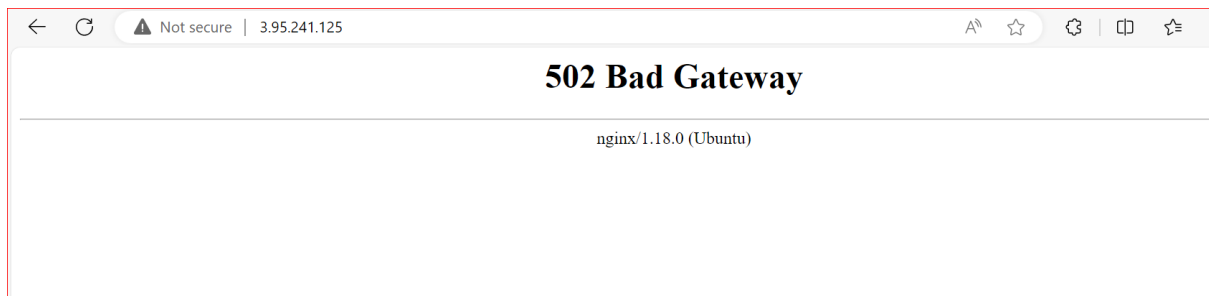 Not secure | 3.95.241.125
502 Bad Gateway
nginx/1.18.0 (Ubuntu)